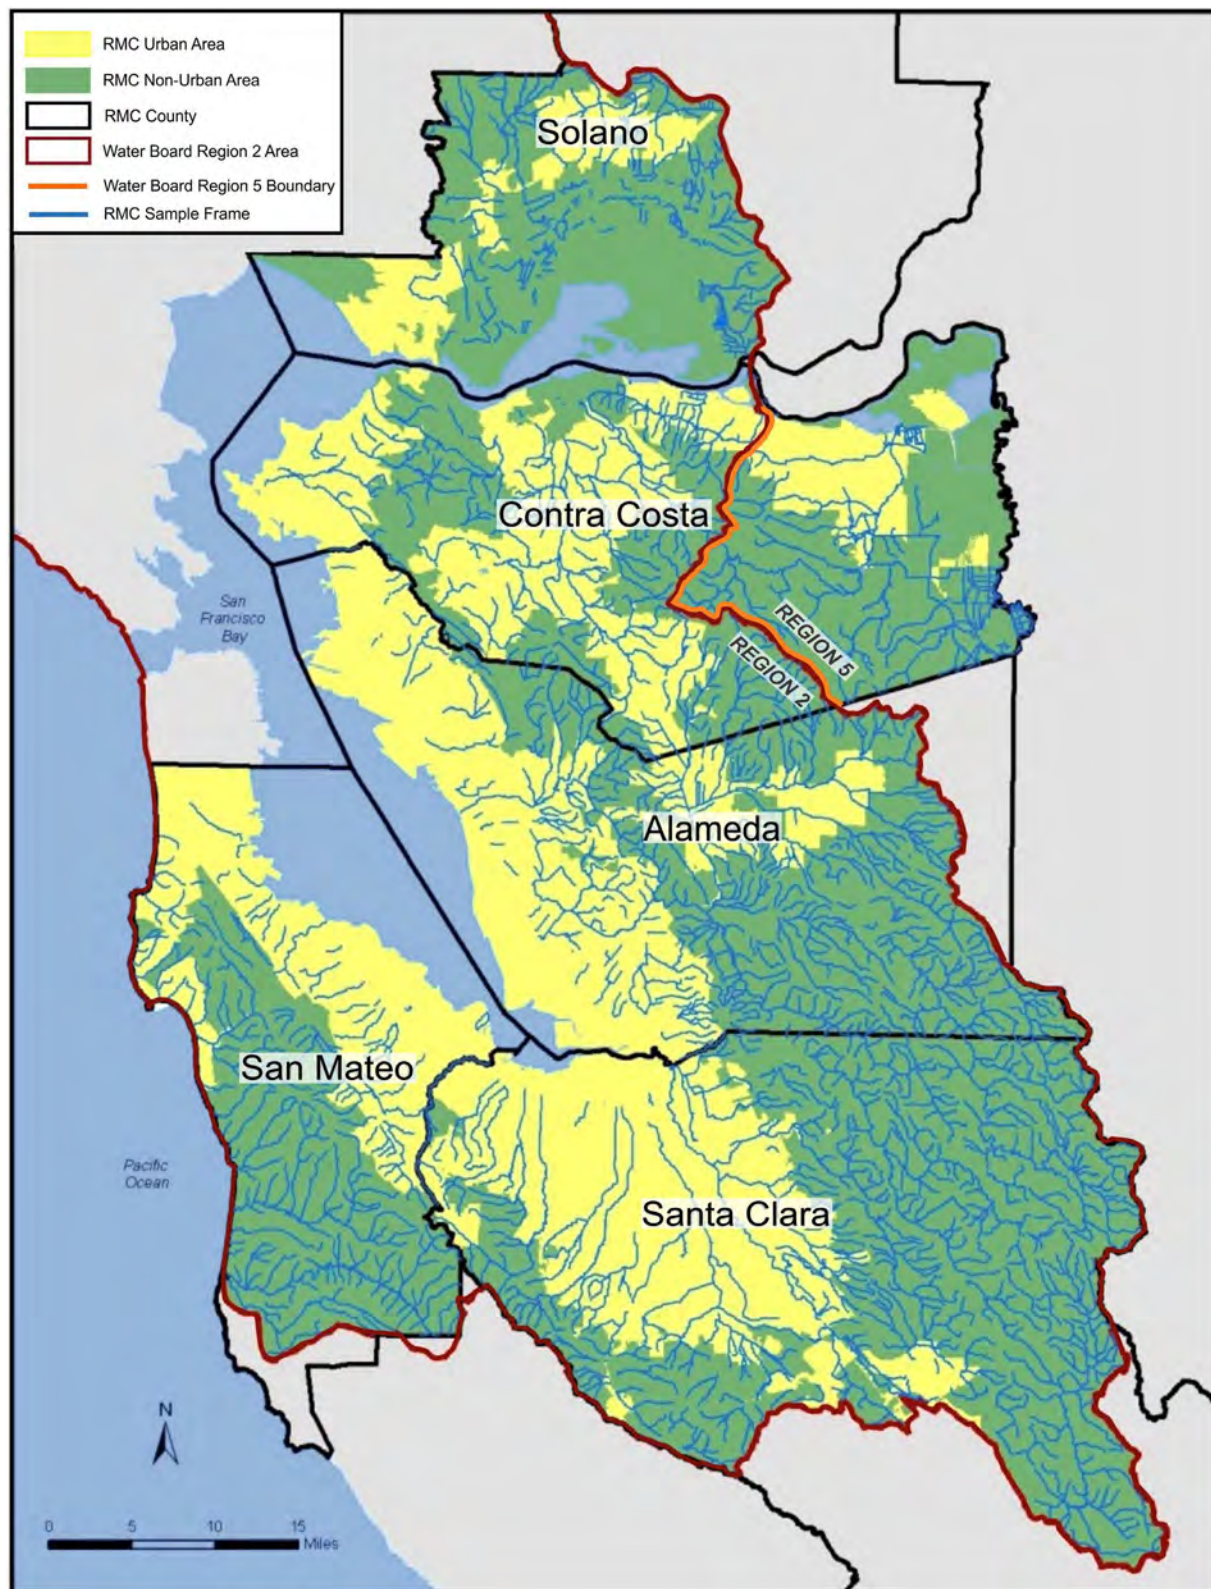 RMC Urban Area
RMC Non-Urban Area
RMC County
Water Board Region 2 Area
Water Board Region 5 Boundary
RMC Sample Frame
Solano
Contra Costa
San
Francisco
Bay
REGION 5
REGION 2
Alameda
San Mateo
Pacific
Ocean
Santa Clara
N
0 5 10 15
Miles